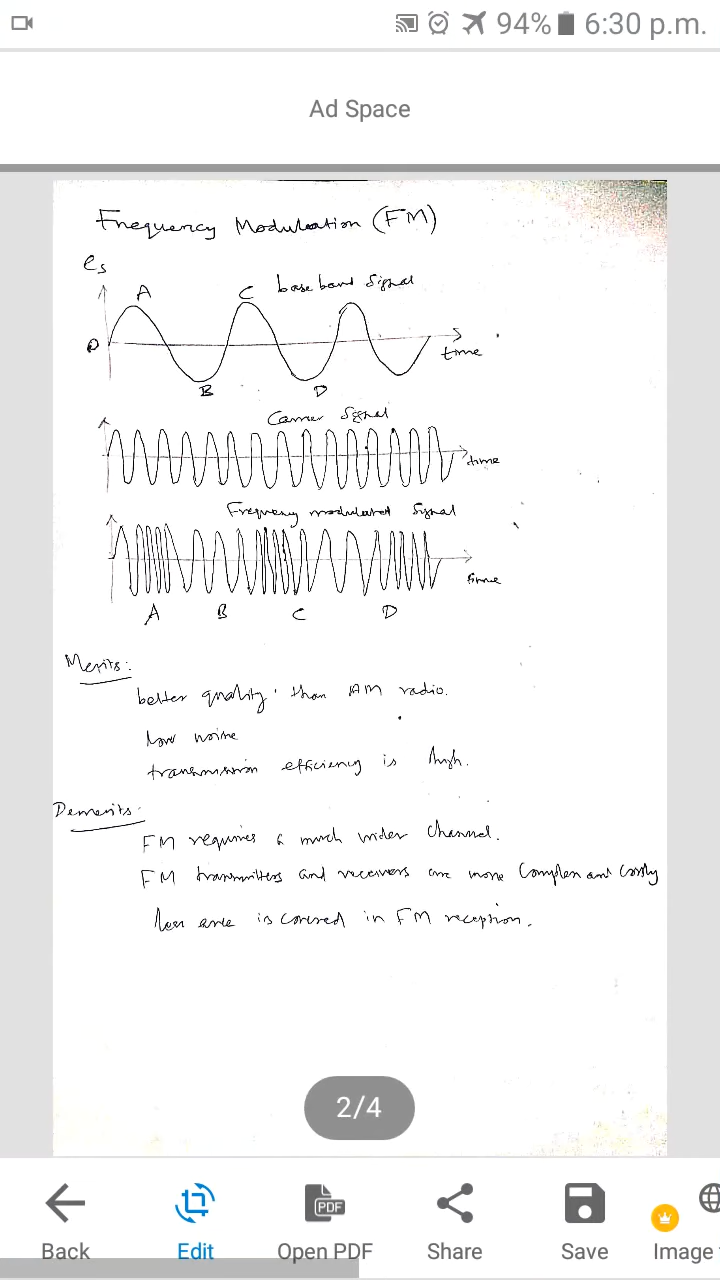 94% 6:30 p.m.
Ad Space
Frequency Modulation (FM)
es
A C base band Signal
O
time
B D
Carrier Signal
time
Frequency modulated Signal
time
A B C D
Merits:
better quality than AM radio.
low noise
transmission efficiency is high.
Demerits:
FM requires a much wider channel.
FM transmitters and receivers are more Complex and Costly
less area is covered in FM reception.
2/4
Back Edit Open PDF Share Save Image
PDF